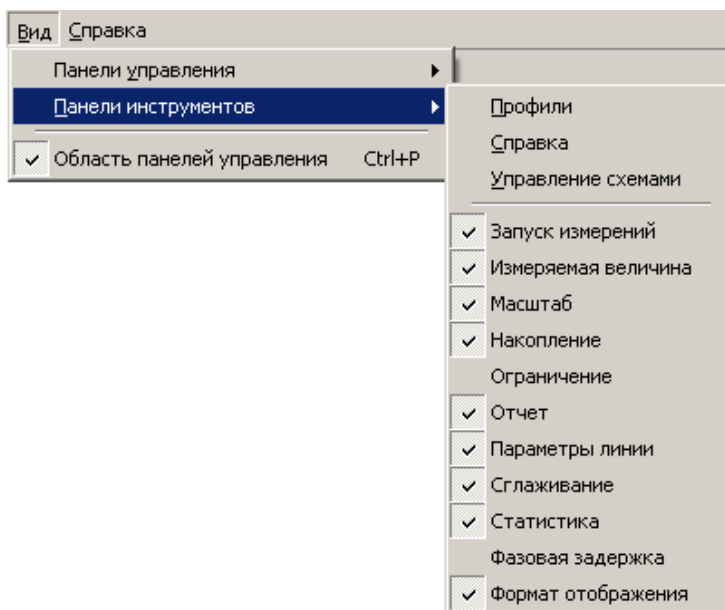 Вид Справка
Панели управления
Панели инструментов
Область панелей управления Ctrl+P
Профили
Справка
Управление схемами
Запуск измерений
Измеряемая величина
Масштаб
Накопление
Ограничение
Отчет
Параметры линии
Сглаживание
Статистика
Фазовая задержка
Формат отображения